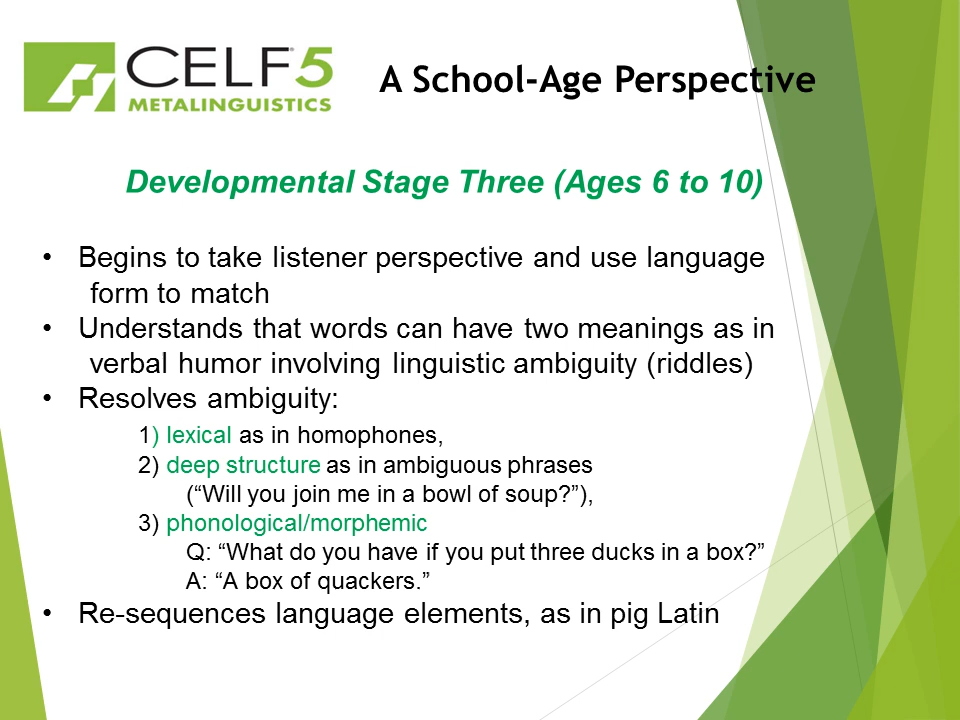 CELF 5
METALINGUISTICS
A School-Age Perspective
Developmental Stage Three (Ages 6 to 10)
• Begins to take listener perspective and use language
form to match
• Understands that words can have two meanings as in
verbal humor involving linguistic ambiguity (riddles)
• Resolves ambiguity:
1) lexical as in homophones,
2) deep structure as in ambiguous phrases
(“Will you join me in a bowl of soup?”),
3) phonological/morphemic
Q: “What do you have if you put three ducks in a box?”
A: “A box of quackers.”
• Re-sequences language elements, as in pig Latin